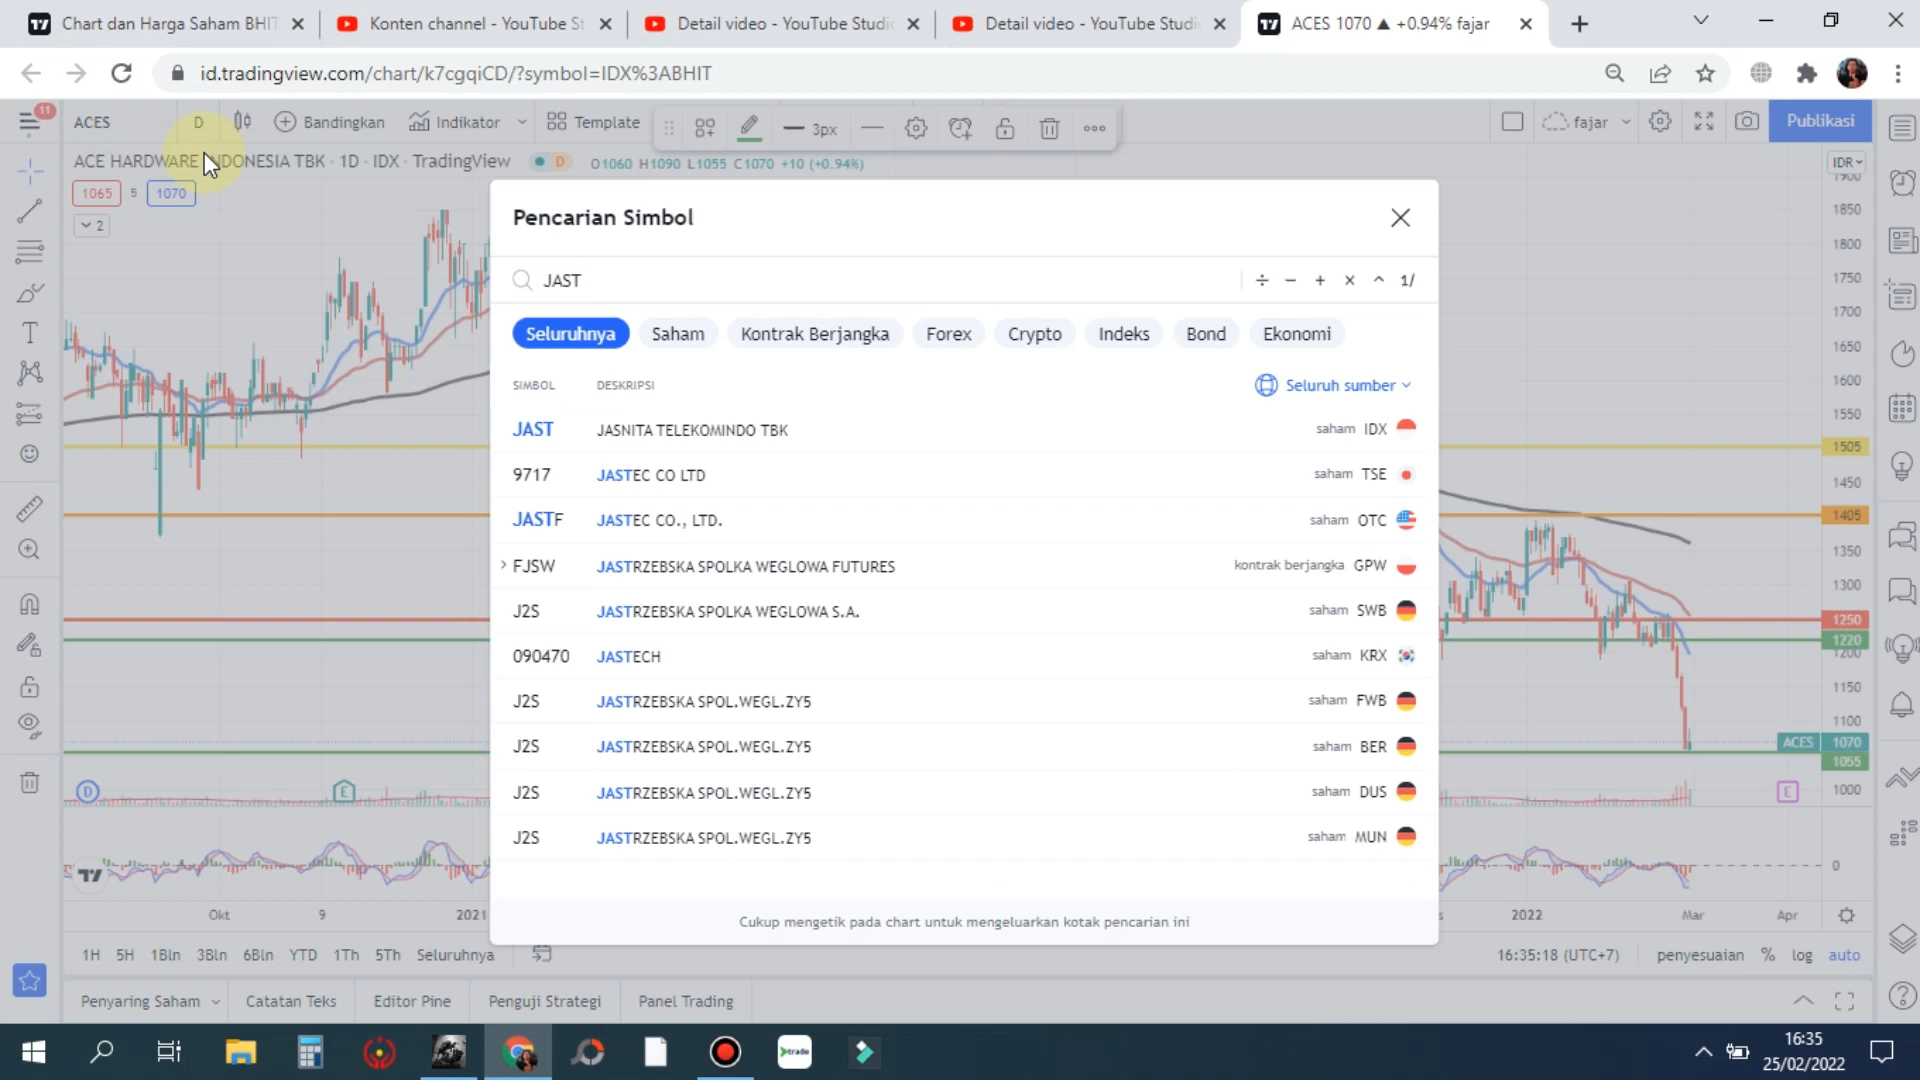 Chart dan Harga Saham BHIT
Konten channel - YouTube St
Detail video - YouTube Studi
Detail video - YouTube Studi
ACES 1070 ▲ +0.94% fajar
id.tradingview.com/chart/k7cgqiCD/?symbol=IDX%3ABHIT
11
ACES
D
Bandingkan
Indikator
Template
3px
fajar
Publikasi
ACE HARDWARE INDONESIA TBK · 1D · IDX · TradingView
D
O1060 H1090 L1055 C1070 +10 (+0.94%)
IDR
1065
5
1070
2
Pencarian Simbol
JAST
÷ − + × ^ 1/
Seluruhnya
Saham
Kontrak Berjangka
Forex
Crypto
Indeks
Bond
Ekonomi
SIMBOL
DESKRIPSI
Seluruh sumber
JAST JASNITA TELEKOMINDO TBK saham IDX
9717 JASTEC CO LTD saham TSE
JASTF JASTEC CO., LTD. saham OTC
FJSW JASTRZEBSKA SPOLKA WEGLOWA FUTURES kontrak berjangka GPW
J2S JASTRZEBSKA SPOLKA WEGLOWA S.A. saham SWB
090470 JASTECH saham KRX
J2S JASTRZEBSKA SPOL.WEGL.ZY5 saham FWB
J2S JASTRZEBSKA SPOL.WEGL.ZY5 saham BER
J2S JASTRZEBSKA SPOL.WEGL.ZY5 saham DUS
J2S JASTRZEBSKA SPOL.WEGL.ZY5 saham MUN
Cukup mengetik pada chart untuk mengeluarkan kotak pencarian ini
1900
1850
1800
1750
1700
1650
1600
1550
1505
1450
1405
1350
1300
1250
1220
1200
1150
1100
ACES 1070
1055
1000
0
D
E
E
Okt
9
2021
2022
Mar
Apr
1H
5H
1Bln
3Bln
6Bln
YTD
1Th
5Th
Seluruhnya
16:35:18 (UTC+7)
penyesuaian
%
log
auto
Penyaring Saham
Catatan Teks
Editor Pine
Penguji Strategi
Panel Trading
trade
16:35
25/02/2022